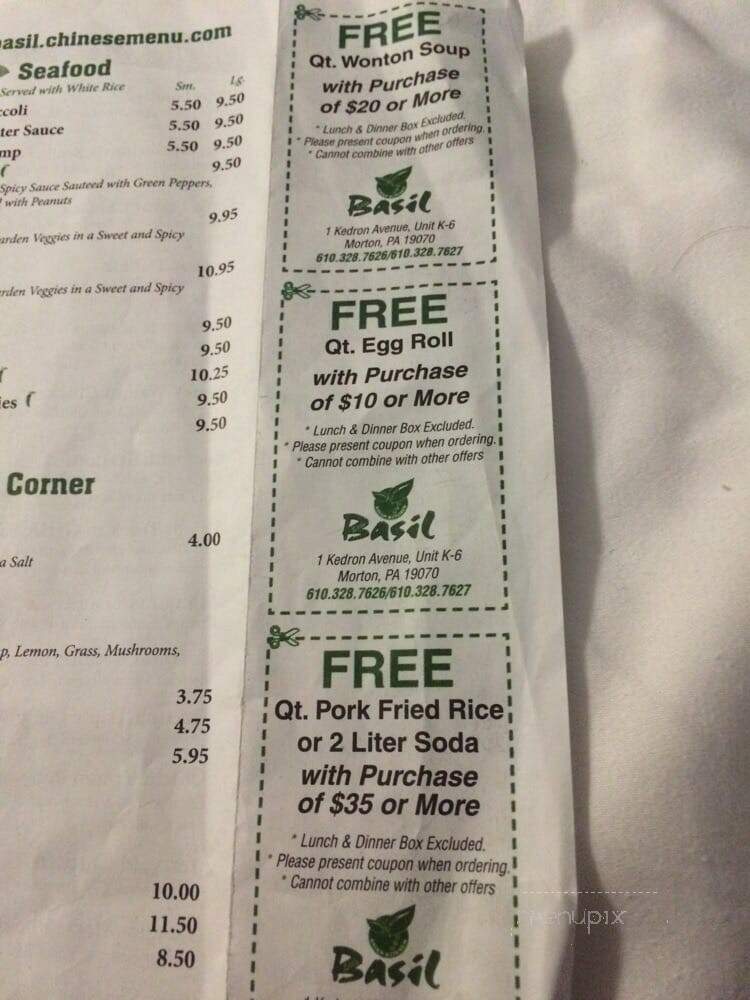 asil.chinesemenu.com
Seafood
Served with White Rice Sm. Lg.
ccoli 5.50 9.50
ter Sauce 5.50 9.50
mp 5.50 9.50
9.50
Spicy Sauce Sauteed with Green Peppers,
with Peanuts
9.95
arden Veggies in a Sweet and Spicy
10.95
rden Veggies in a Sweet and Spicy
9.50
9.50
10.25
ies 9.50
9.50
Corner
4.00
a Salt
p, Lemon, Grass, Mushrooms,
3.75
4.75
5.95
10.00
11.50
8.50
FREE
Qt. Wonton Soup
with Purchase
of $20 or More
* Lunch & Dinner Box Excluded.
* Please present coupon when ordering.
* Cannot combine with other offers
Basil
1 Kedron Avenue, Unit K-6
Morton, PA 19070
610.328.7626/610.328.7627
FREE
Qt. Egg Roll
with Purchase
of $10 or More
* Lunch & Dinner Box Excluded.
* Please present coupon when ordering.
* Cannot combine with other offers
Basil
1 Kedron Avenue, Unit K-6
Morton, PA 19070
610.328.7626/610.328.7627
FREE
Qt. Pork Fried Rice
or 2 Liter Soda
with Purchase
of $35 or More
* Lunch & Dinner Box Excluded.
* Please present coupon when ordering.
* Cannot combine with other offers
Basil
menupix